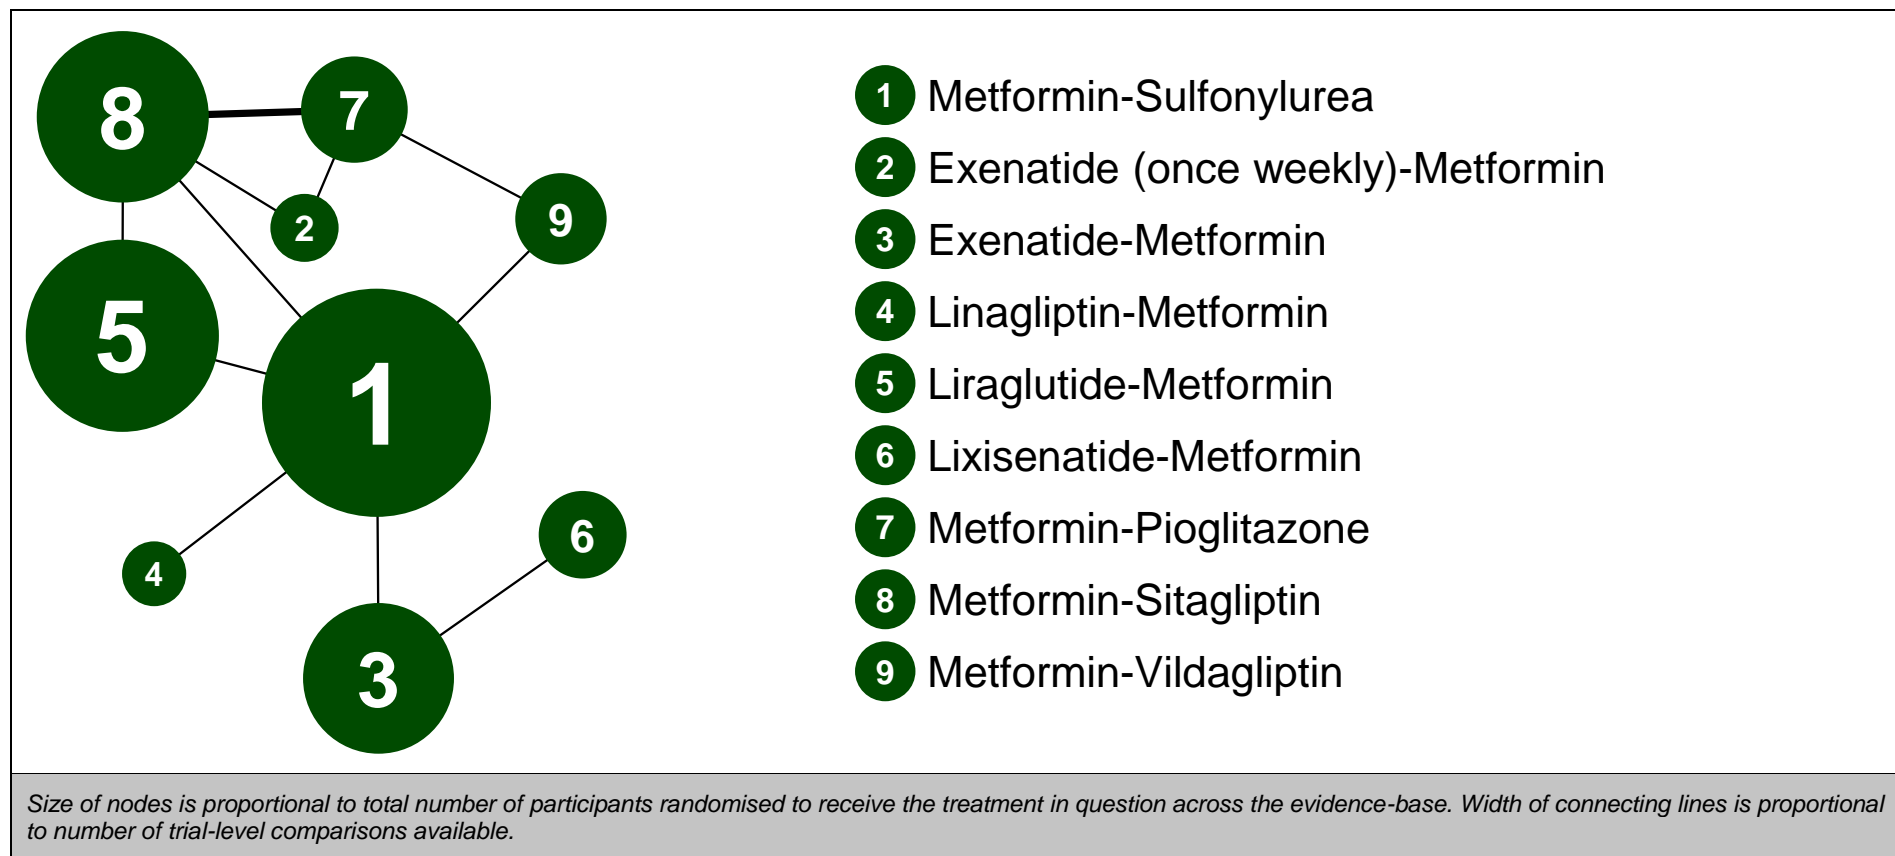 8
7
2
9
5
1
4
6
3
1 Metformin-Sulfonylurea
2 Exenatide (once weekly)-Metformin
3 Exenatide-Metformin
4 Linagliptin-Metformin
5 Liraglutide-Metformin
6 Lixisenatide-Metformin
7 Metformin-Pioglitazone
8 Metformin-Sitagliptin
9 Metformin-Vildagliptin
Size of nodes is proportional to total number of participants randomised to receive the treatment in question across the evidence-base. Width of connecting lines is proportional
to number of trial-level comparisons available.